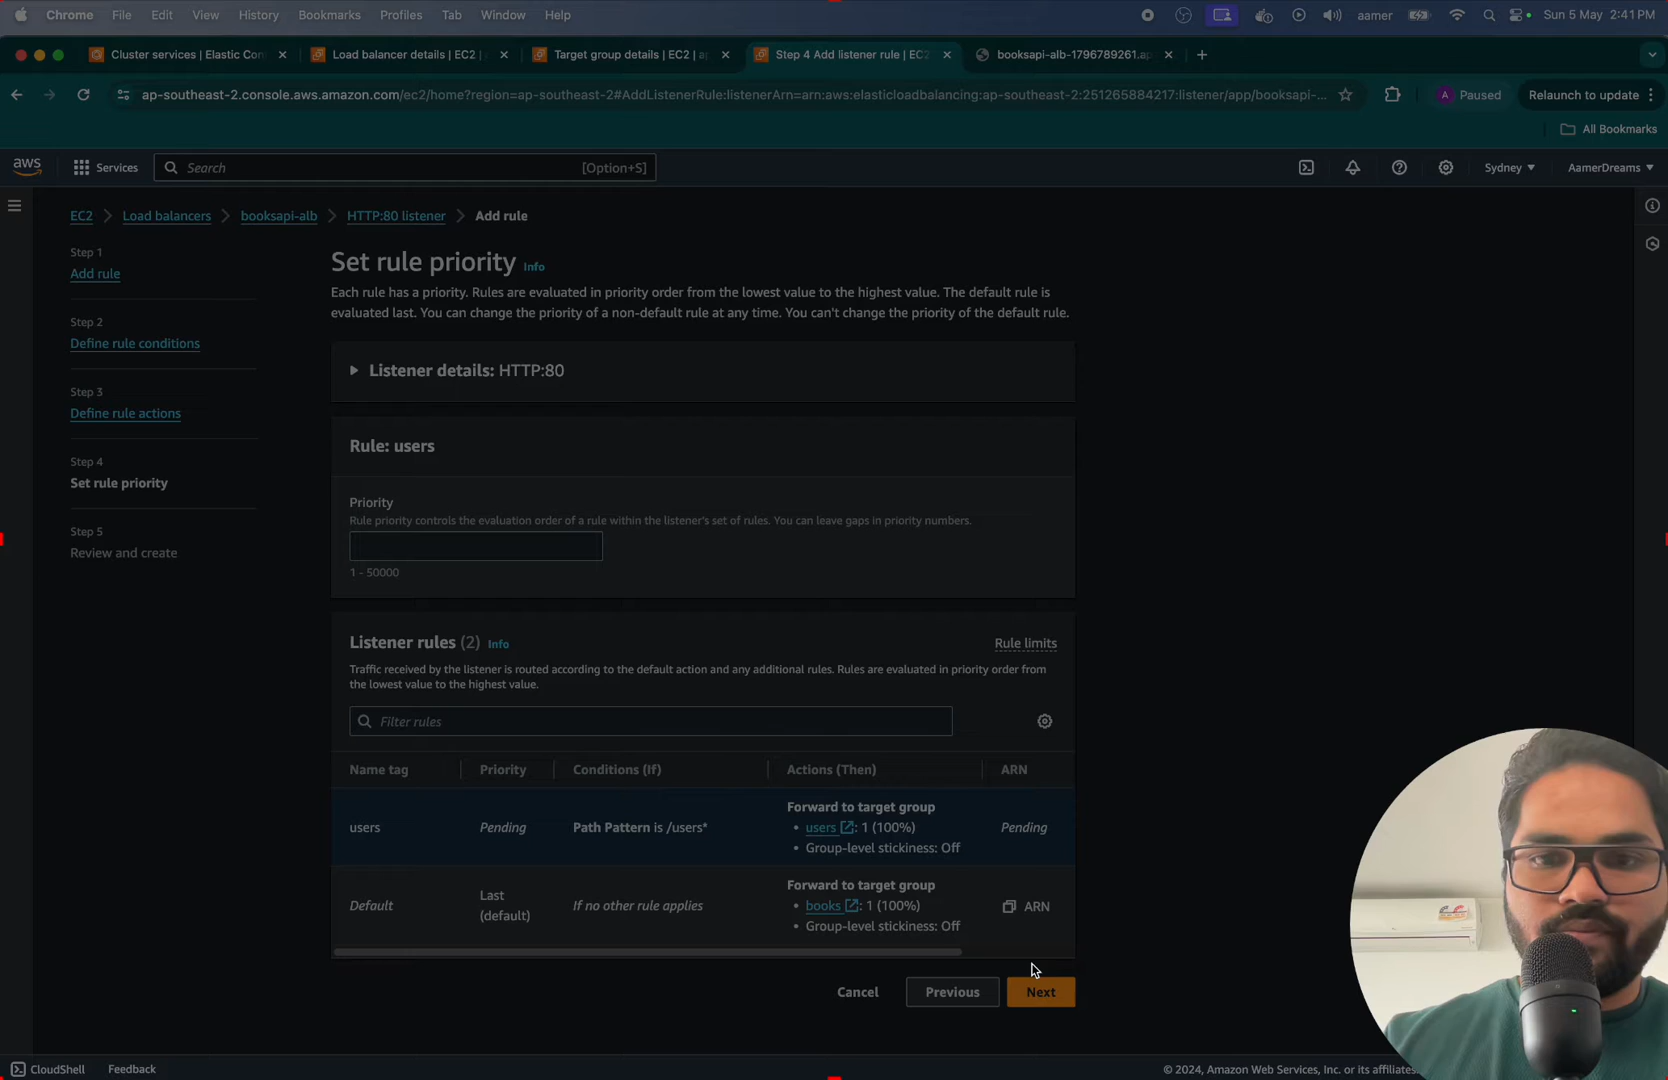 Chrome File Edit View History Bookmarks Profiles Tab Window Help aamer Sun 5 May 2:41 PM
Cluster services | Elastic Con Load balancer details | EC2 | Target group details | EC2 | a Step 4 Add listener rule | EC2 booksapi-alb-1796789261.ap
ap-southeast-2.console.aws.amazon.com/ec2/home?region=ap-southeast-2#AddListenerRule:listenerArn=arn:aws:elasticloadbalancing:ap-southeast-2:251265884217:listener/app/booksapi-... A Paused Relaunch to update
All Bookmarks
aws Services Search [Option+S] Sydney AamerDreams
EC2 Load balancers booksapi-alb HTTP:80 listener Add rule
Step 1
Add rule
Step 2
Define rule conditions
Step 3
Define rule actions
Step 4
Set rule priority
Step 5
Review and create
Set rule priority Info
Each rule has a priority. Rules are evaluated in priority order from the lowest value to the highest value. The default rule is
evaluated last. You can change the priority of a non-default rule at any time. You can't change the priority of the default rule.
Listener details: HTTP:80
Rule: users
Priority
Rule priority controls the evaluation order of a rule within the listener's set of rules. You can leave gaps in priority numbers.
1 - 50000
Listener rules (2) Info Rule limits
Traffic received by the listener is routed according to the default action and any additional rules. Rules are evaluated in priority order from
the lowest value to the highest value.
Filter rules
Name tag Priority Conditions (If) Actions (Then) ARN
Forward to target group
users Pending Path Pattern is /users* • users : 1 (100%) Pending
• Group-level stickiness: Off
Forward to target group
Default Last (default) If no other rule applies • books : 1 (100%) ARN
• Group-level stickiness: Off
Cancel Previous Next
CloudShell Feedback © 2024, Amazon Web Services, Inc. or its affiliates.